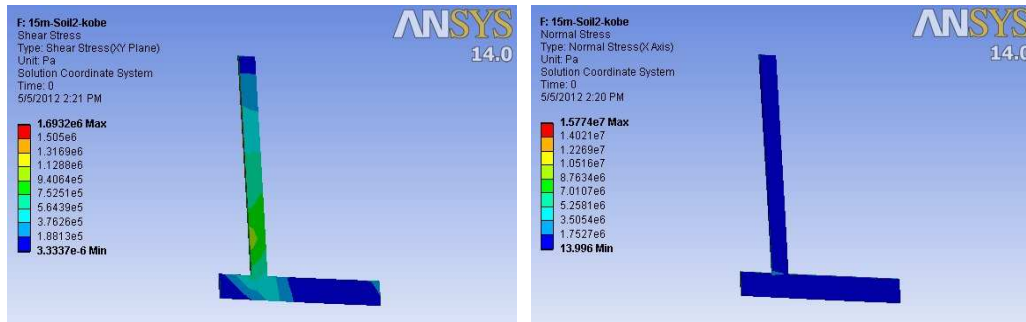 F: 15m-Soil2-kobe
Shear Stress
Type: Shear Stress(XY Plane)
Unit: Pa
Solution Coordinate System
Time: 0
5/5/2012 2:21 PM
1.6932e6 Max
1.505e6
1.3169e6
1.1288e6
9.4064e5
7.5251e5
5.6439e5
3.7626e5
1.8813e5
3.3337e-6 Min
ANSYS
14.0
F: 15m-Soil2-kobe
Normal Stress
Type: Normal Stress(X Axis)
Unit: Pa
Solution Coordinate System
Time: 0
5/5/2012 2:20 PM
1.5774e7 Max
1.4021e7
1.2269e7
1.0516e7
8.7634e6
7.0107e6
5.2581e6
3.5054e6
1.7527e6
13.996 Min
ANSYS
14.0